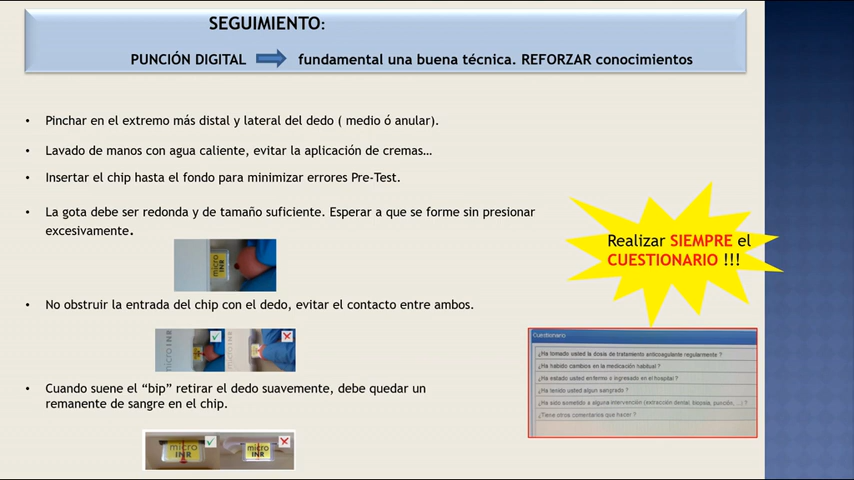 SEGUIMIENTO:
PUNCIÓN DIGITAL fundamental una buena técnica. REFORZAR conocimientos
• Pinchar en el extremo más distal y lateral del dedo ( medio ó anular).
• Lavado de manos con agua caliente, evitar la aplicación de cremas…
• Insertar el chip hasta el fondo para minimizar errores Pre-Test.
• La gota debe ser redonda y de tamaño suficiente. Esperar a que se forme sin presionar
excesivamente.
micro
INR
Realizar SIEMPRE el
CUESTIONARIO !!!
• No obstruir la entrada del chip con el dedo, evitar el contacto entre ambos.
microINR
microINR
Cuestionario
¿Ha tomado usted la dosis de tratamiento anticoagulante regularmente ?
¿Ha habido cambios en la medicación habitual ?
¿Ha estado usted enfermo o ingresado en el hospital ?
¿Ha tenido usted algun sangrado ?
¿Ha sido sometido a alguna intervención (extracción dental, biopsia, punción, ...) ?
¿Tiene otros comentarios que hacer ?
• Cuando suene el “bip” retirar el dedo suavemente, debe quedar un
remanente de sangre en el chip.
micro
INR
micro
INR